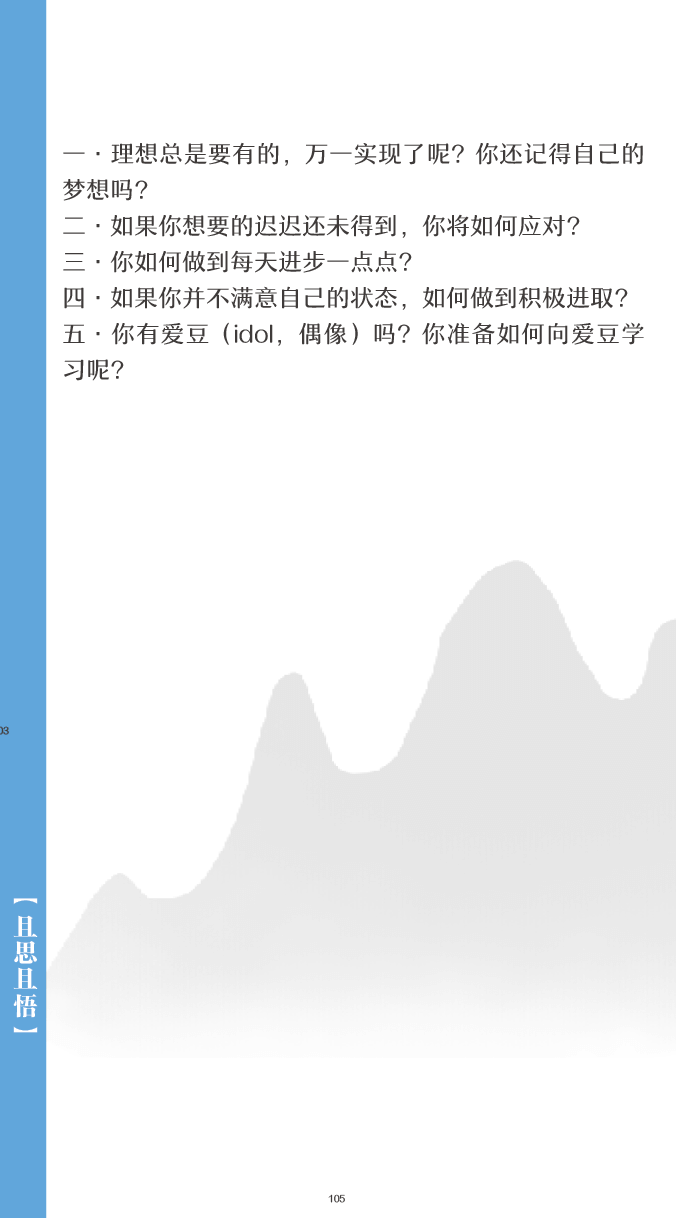 一·理想总是要有的，万一实现了呢？你还记得自己的
梦想吗？
二·如果你想要的迟迟还未得到，你将如何应对？
三·你如何做到每天进步一点点？
四·如果你并不满意自己的状态，如何做到积极进取？
五·你有爱豆（idol，偶像）吗？你准备如何向爱豆学
习呢？
03
【且思且悟】
105